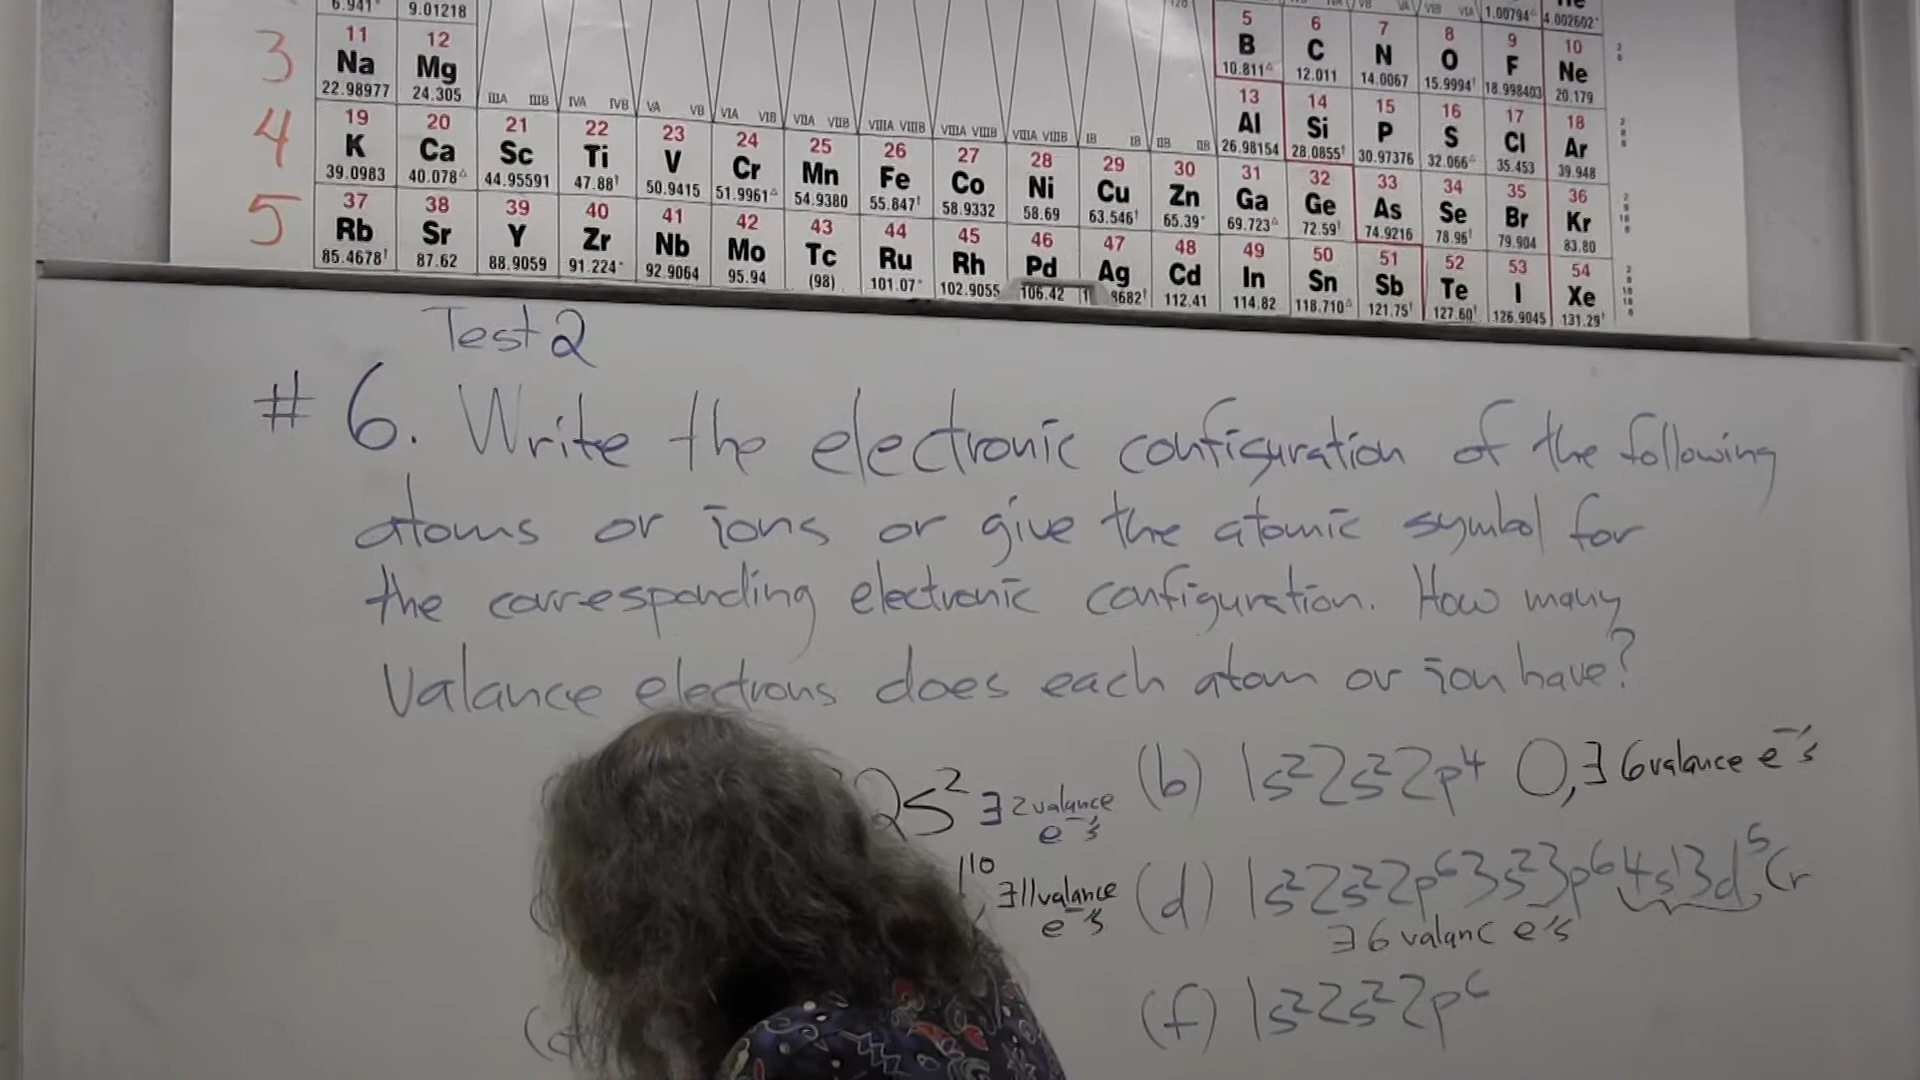 6.941* 9.01218 120 IVA VB VA VIB VIA 1.00794△ He 4.002602*
3 11 12 5 6 7 8 9 10
Na Mg B C N O F Ne
22.98977 24.305 10.811△ 12.011 14.0067 15.9994† 18.998403 20.179
IIIA IIIB IVA IVB VA VB VIA VIB VIIA VIIB VIIIA VIIIB VIIIA VIIIB VIIIA VIIIB IB IB IIB IIB
13 14 15 16 17 18
Al Si P S Cl Ar
26.98154 28.0855† 30.97376 32.066△ 35.453 39.948
4 19 20 21 22 23 24 25 26 27 28 29 30 31 32 33 34 35 36
K Ca Sc Ti V Cr Mn Fe Co Ni Cu Zn Ga Ge As Se Br Kr
39.0983 40.078△ 44.95591 47.88† 50.9415 51.9961△ 54.9380 55.847† 58.9332 58.69 63.546† 65.39* 69.723△ 72.59† 74.9216 78.96† 79.904 83.80
5 37 38 39 40 41 42 43 44 45 46 47 48 49 50 51 52 53 54
Rb Sr Y Zr Nb Mo Tc Ru Rh Pd Ag Cd In Sn Sb Te I Xe
85.4678† 87.62 88.9059 91.224* 92.9064 95.94 (98) 101.07* 102.9055 106.42 112.41 114.82 118.710△ 121.75† 127.60† 126.9045 131.29†
Test 2
# 6. Write the electronic configuration of the following
atoms or ions or give the atomic symbol for
the corresponding electronic configuration. How many
Valance electrons does each atom or ion have?
2s² ∃ 2 valance e⁻'s (b) 1s²2s²2p⁴ O, ∃ 6 valance e⁻'s
10, ∃ 11 valance e⁻'s (d) 1s²2s²2p⁶3s²3p⁶4s¹3d⁵ Cr
∃ 6 valanc e⁻'s
(f) 1s²2s²2p⁶